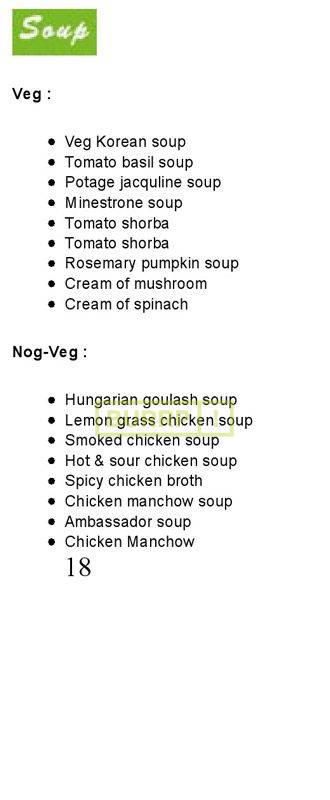 Soup
Veg :
Veg Korean soup
Tomato basil soup
Potage jacquline soup
Minestrone soup
Tomato shorba
Tomato shorba
Rosemary pumpkin soup
Cream of mushroom
Cream of spinach
Nog-Veg :
Hungarian goulash soup
Lemon grass chicken soup
Smoked chicken soup
Hot & sour chicken soup
Spicy chicken broth
Chicken manchow soup
Ambassador soup
Chicken Manchow
18